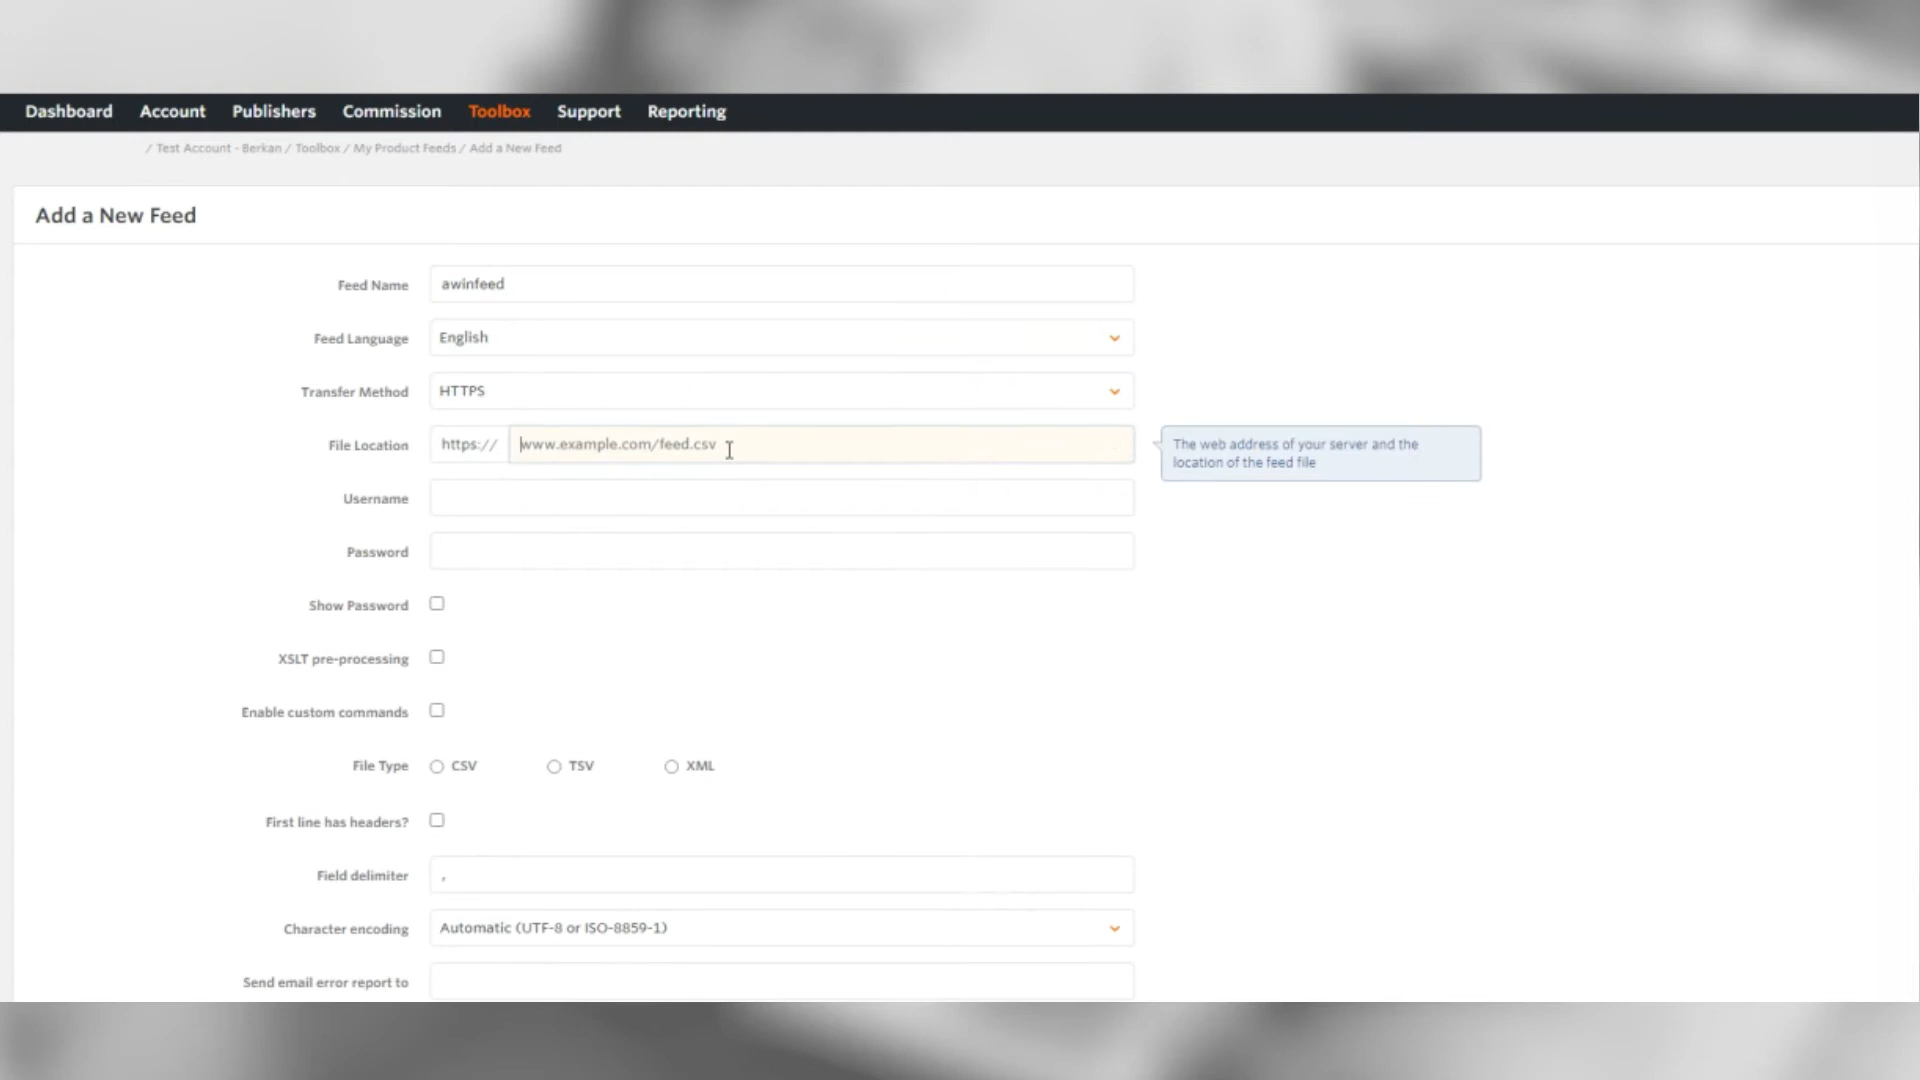 Dashboard Account Publishers Commission Toolbox Support Reporting
/ Test Account - Berkan / Toolbox / My Product Feeds / Add a New Feed
Add a New Feed
Feed Name awinfeed
Feed Language English
Transfer Method HTTPS
File Location https:// www.example.com/feed.csv
The web address of your server and the
location of the feed file
Username
Password
Show Password
XSLT pre-processing
Enable custom commands
File Type CSV TSV XML
First line has headers?
Field delimiter ,
Character encoding Automatic (UTF-8 or ISO-8859-1)
Send email error report to